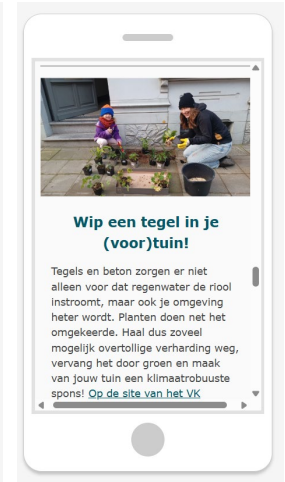 Wip een tegel in je
(voor)tuin!
Tegels en beton zorgen er niet
alleen voor dat regenwater de riool
instroomt, maar ook je omgeving
heter wordt. Planten doen net het
omgekeerde. Haal dus zoveel
mogelijk overtollige verharding weg,
vervang het door groen en maak
van jouw tuin een klimaatrobuuste
spons! Op de site van het VK